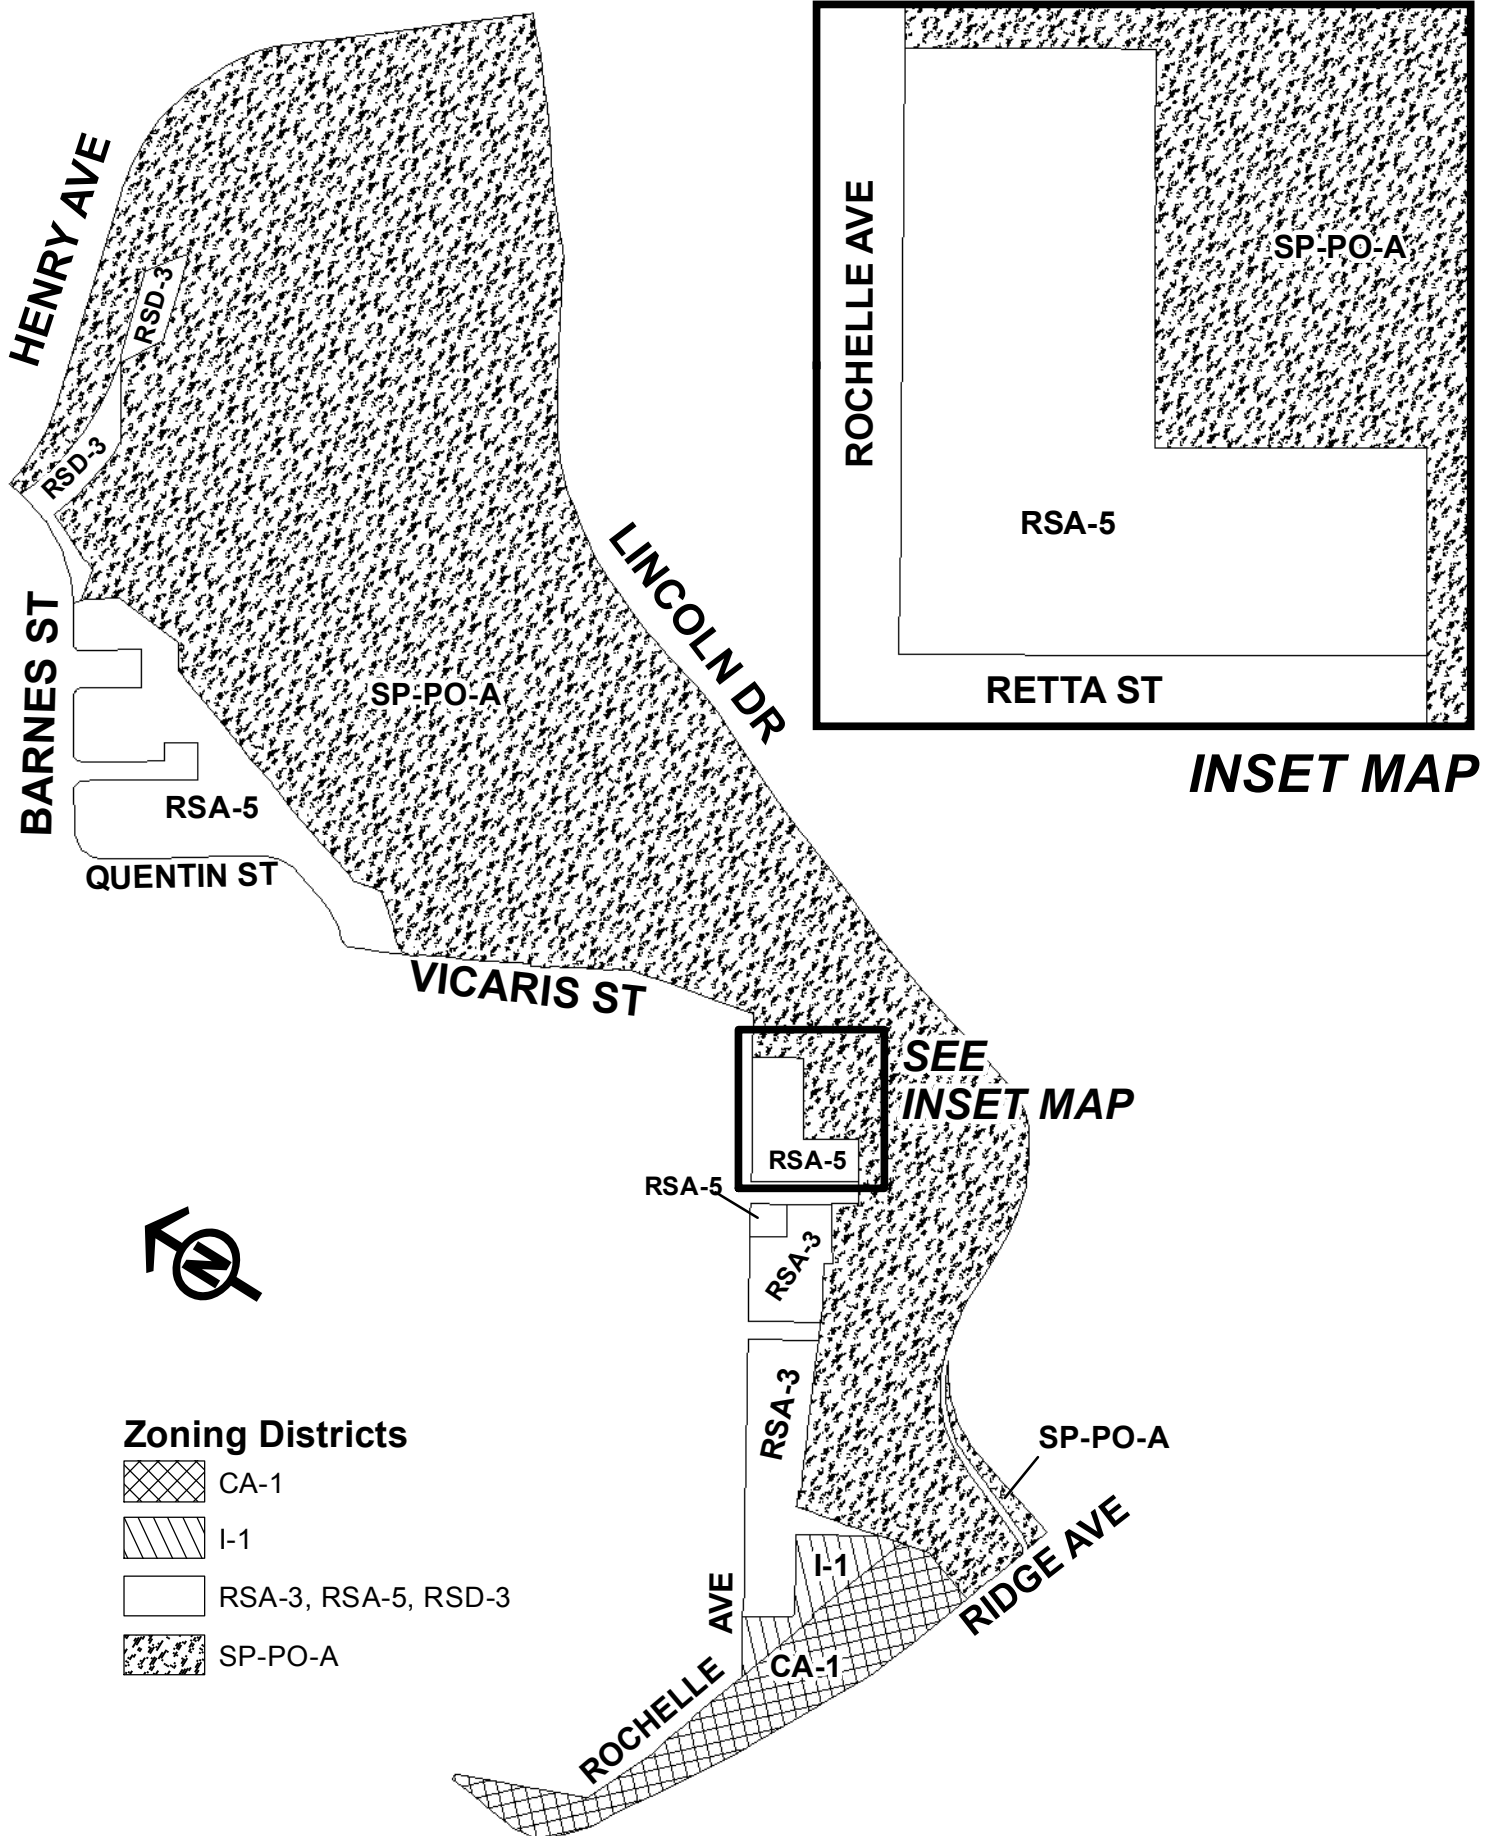 HENRY AVE
RSD-3
RSD-3
BARNES ST
SP-PO-A
LINCOLN DR
RSA-5
QUENTIN ST
VICARIS ST
ROCHELLE AVE
SP-PO-A
RSA-5
RETTA ST
INSET MAP
SEE
INSET MAP
RSA-5
RSA-5
RSA-3
N
RSA-3
SP-PO-A
RIDGE AVE
I-1
CA-1
ROCHELLE
AVE
Zoning Districts
CA-1
I-1
RSA-3, RSA-5, RSD-3
SP-PO-A